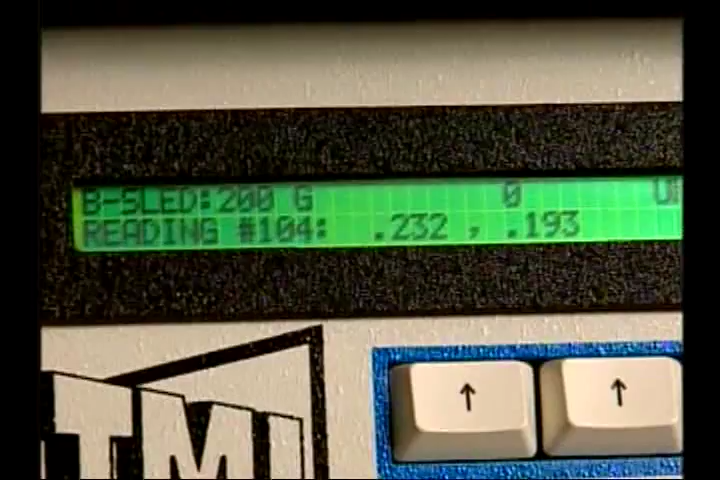 B-SLED:200 G 0
READING #104: .232 , .193
TMI
↑ ↑